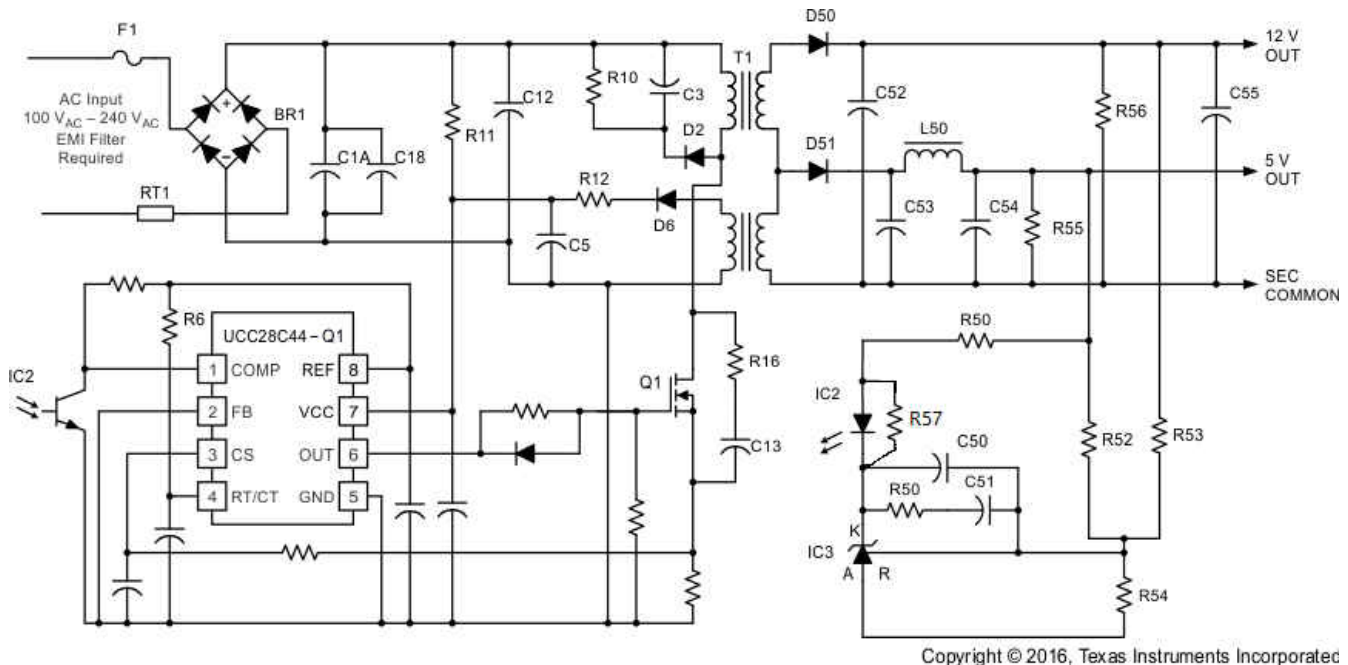 F1
AC Input
100 VAC – 240 VAC
EMI Filter
Required
BR1
RT1
C1A
C18
R11
C12
R10
C3
D2
T1
D50
D51
12 V
OUT
C52
R56
C55
L50
5 V
OUT
R12
D6
C5
C53
C54
R55
SEC
COMMON
R6
UCC28C44–Q1
IC2
1 COMP REF 8
2 FB VCC 7
3 CS OUT 6
4 RT/CT GND 5
Q1
R16
C13
R50
IC2
R57
C50
R52
R53
R50
C51
K
IC3
A
R
R54
Copyright © 2016, Texas Instruments Incorporated